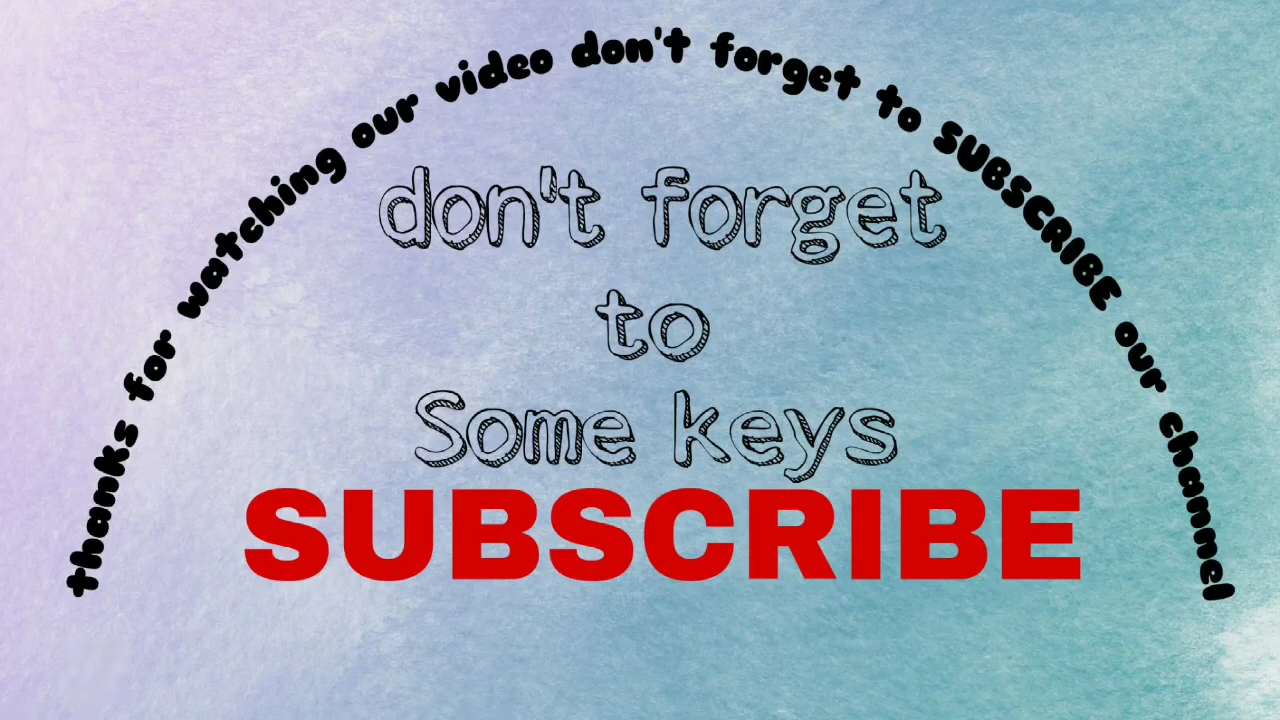 thanks for watching our video don't forget to SUBSCRIBE our channel
don't forget
to
Some keys
SUBSCRIBE